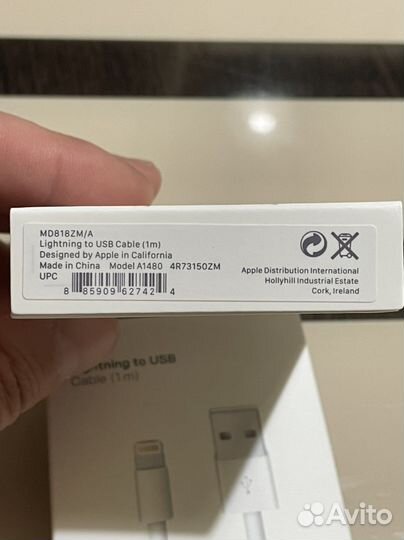 MD818ZM/A
Lightning to USB Cable (1m)
Designed by Apple in California
Made in China Model A1480 4R73150ZM
UPC
8 85909 62742 4
Apple Distribution International
Hollyhill Industrial Estate
Cork, Ireland
Lightning to USB
Cable (1m)
Avito